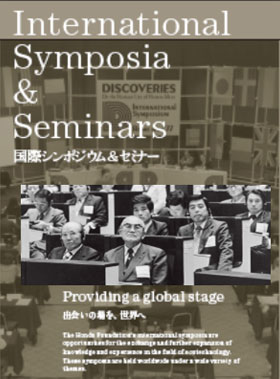 International
Symposia
&
Seminars
国際シンポジウム&セミナー
DISCOVERIES
International
Symposium
Providing a global stage
出会いの場を、世界へ
The Honda Foundation's international symposia are
opportunities for the exchange and further expansion of
knowledge and experience in the field of ecotechnology.
These symposia are held worldwide under a wide variety of
themes.